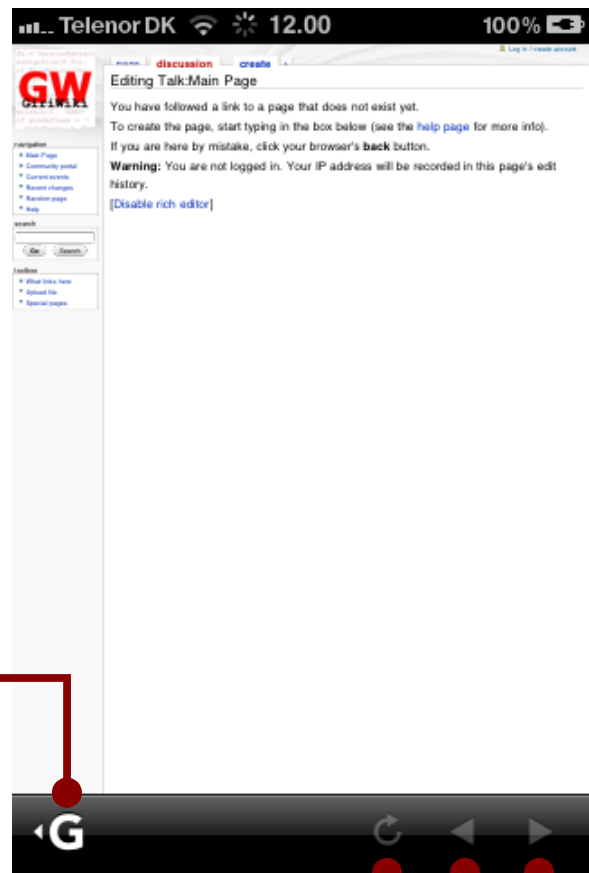 Telenor DK 12.00 100%
Log in / create account
page discussion create
GW
GiriWiki
Editing Talk:Main Page
You have followed a link to a page that does not exist yet.
To create the page, start typing in the box below (see the help page for more info).
If you are here by mistake, click your browser's back button.
Warning: You are not logged in. Your IP address will be recorded in this page's edit
history.
[Disable rich editor]
navigation
Main Page
Community portal
Current events
Recent changes
Random page
Help
search
Go Search
toolbox
What links here
Upload file
Special pages
G